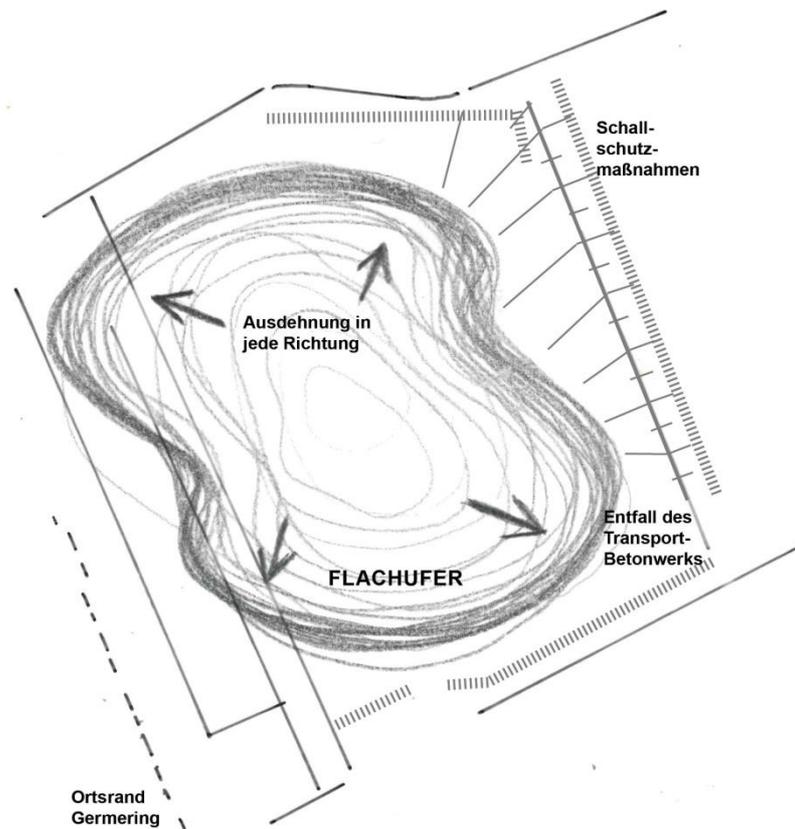 Schall-
schutz-
maßnahmen
Ausdehnung in
jede Richtung
Entfall des
Transport-
Betonwerks
FLACHUFER
Ortsrand
Germering